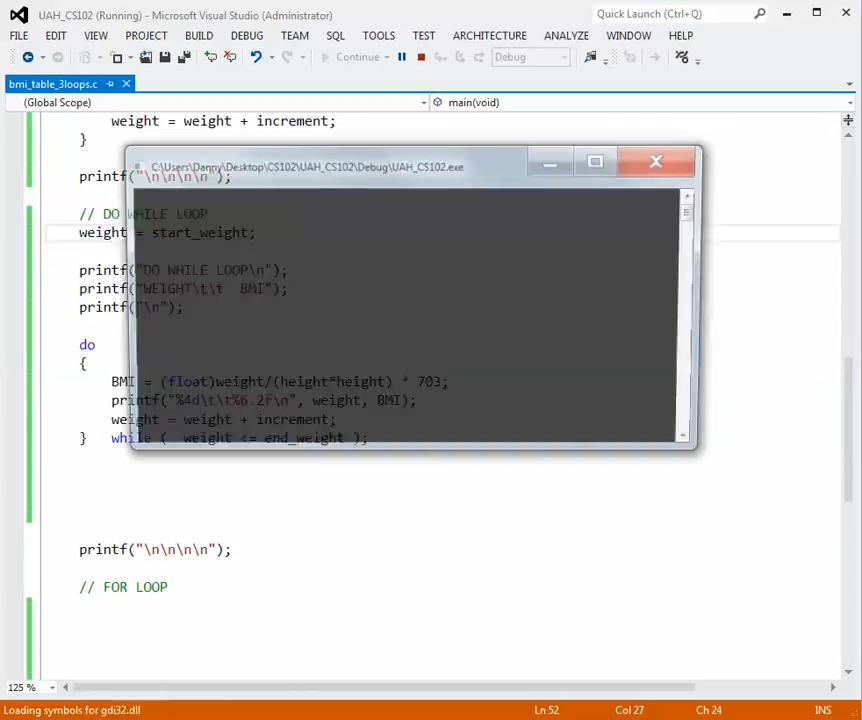 UAH_CS102 (Running) - Microsoft Visual Studio (Administrator)
Quick Launch (Ctrl+Q)
FILE EDIT VIEW PROJECT BUILD DEBUG TEAM SQL TOOLS TEST ARCHITECTURE ANALYZE WINDOW HELP
Continue Debug
bmi_table_3loops.c
(Global Scope) main(void)
weight = weight + increment;
}
C:\Users\Danny\Desktop\CS102\UAH_CS102\Debug\UAH_CS102.exe
printf("\n\n\n\n");
// DO WHILE LOOP
weight = start_weight;
printf("DO WHILE LOOP\n");
printf("WEIGHT\t\t  BMI");
printf("\n");
do
{
BMI = (float)weight/(height*height) * 703;
printf("%4d\t\t%6.2f\n", weight, BMI);
weight = weight + increment;
}  while (  weight <= end_weight );
printf("\n\n\n\n");
// FOR LOOP
125 %
Loading symbols for gdi32.dll Ln 52 Col 27 Ch 24 INS